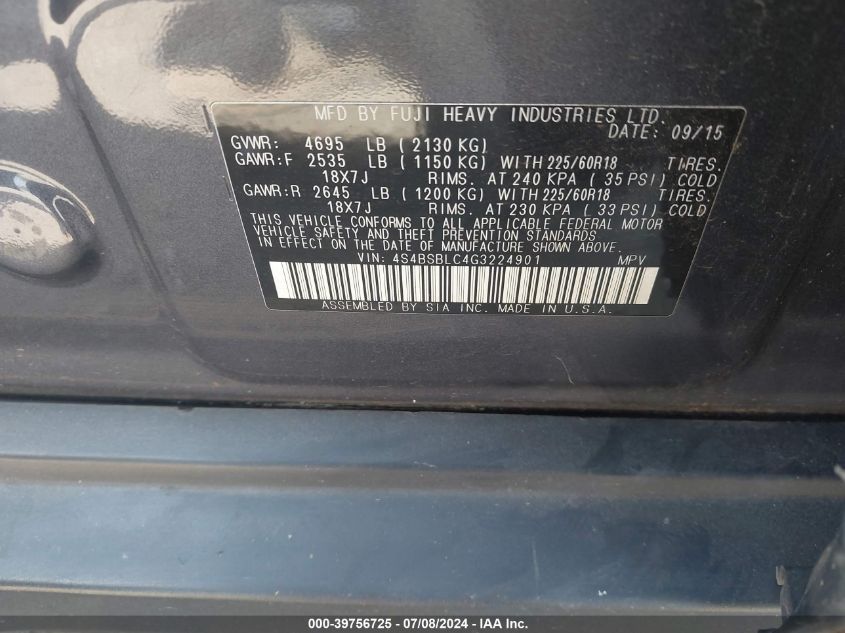 MFD BY FUJI HEAVY INDUSTRIES LTD.
DATE: 09/15
GVWR: 4695 LB (2130 KG)
GAWR:F 2535 LB (1150 KG) WITH 225/60R18 TIRES.
18X7J RIMS. AT 240 KPA (35 PSI) COLD
GAWR:R 2645 LB (1200 KG) WITH 225/60R18 TIRES.
18X7J RIMS. AT 230 KPA (33 PSI) COLD
THIS VEHICLE CONFORMS TO ALL APPLICABLE FEDERAL MOTOR
VEHICLE SAFETY AND THEFT PREVENTION STANDARDS
IN EFFECT ON THE DATE OF MANUFACTURE SHOWN ABOVE.
VIN: 4S4BSBLC4G3224901 MPV
ASSEMBLED BY SIA INC. MADE IN U.S.A.
000-39756725 - 07/08/2024 - IAA Inc.